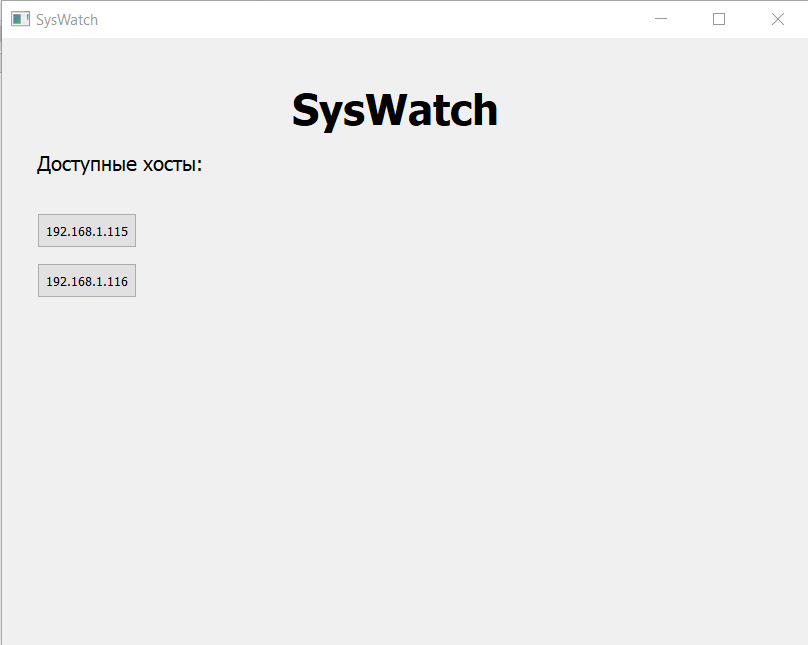 SysWatch
SysWatch
Доступные хосты:
192.168.1.115
192.168.1.116